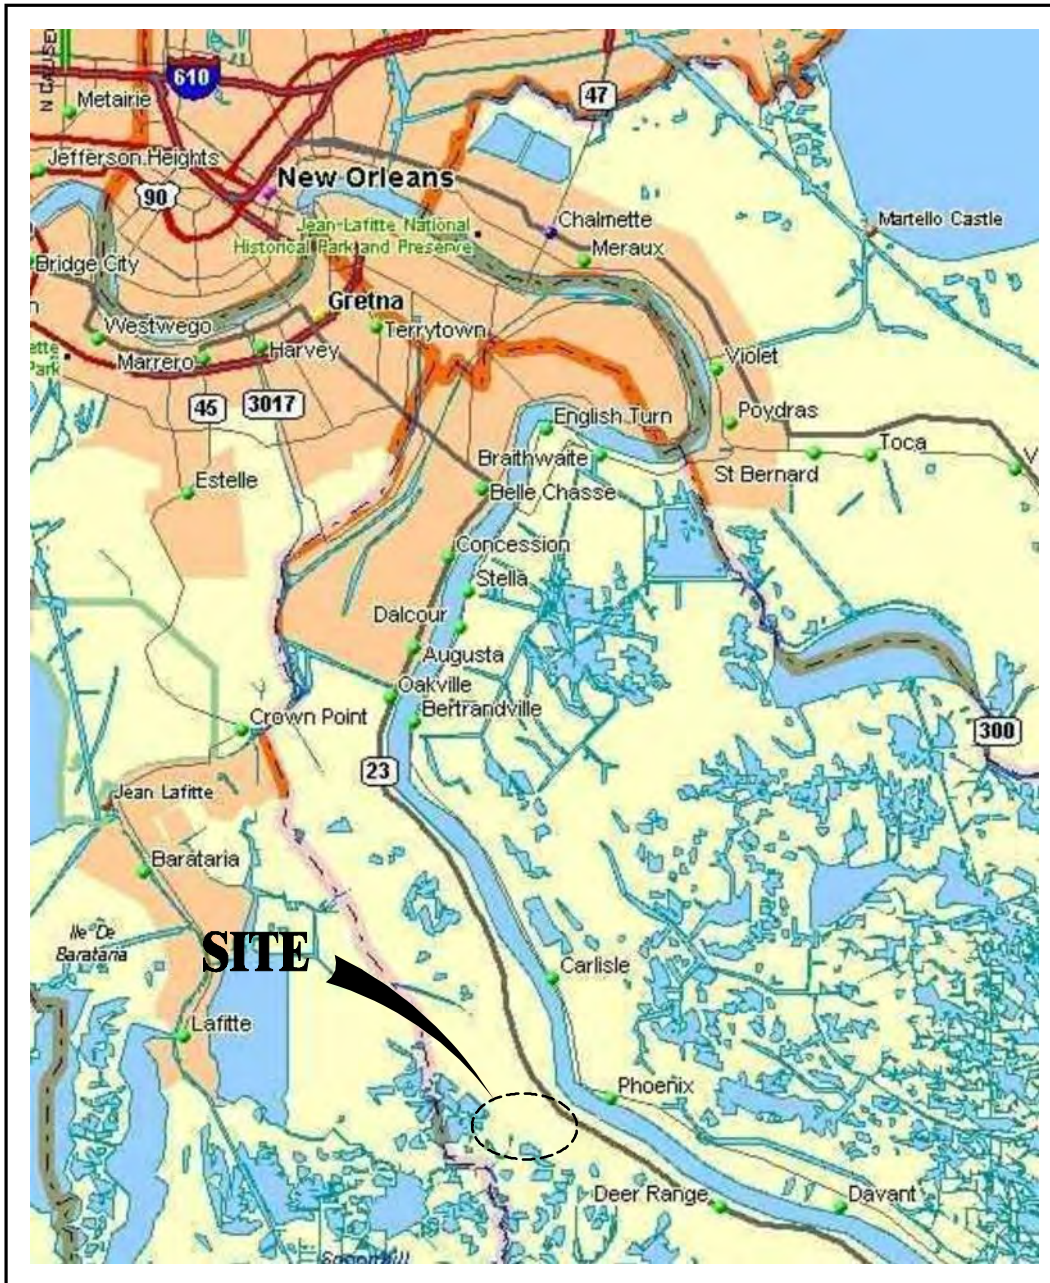 N CAUSE
610
Metairie
47
Jefferson Heights
New Orleans
90
Jean-Lafitte National
Historical Park and Preserve
Chalmette
Martello Castle
Meraux
Bridge City
Gretna
Westwego
Terrytown
Marrero
Harvey
Park
Violet
45
3017
English Turn
Poydras
Toca
V
Braithwaite
St Bernard
Estelle
Belle Chasse
Concession
Stella
Dalcour
Augusta
Oakville
Bertrandville
Crown Point
300
23
Jean Lafitte
Barataria
Ile De
Barataria
SITE
Carlisle
Lafitte
Phoenix
Deer Range
Davant